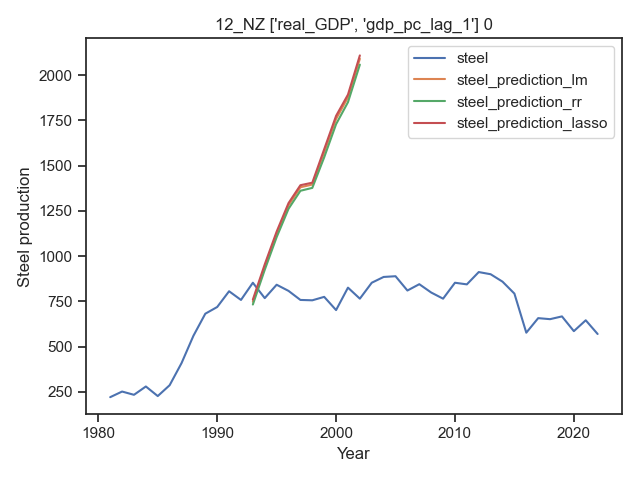 12_NZ ['real_GDP', 'gdp_pc_lag_1'] 0
steel
steel_prediction_lm
steel_prediction_rr
steel_prediction_lasso
Steel production
2000
1750
1500
1250
1000
750
500
250
1980
1990
2000
2010
2020
Year